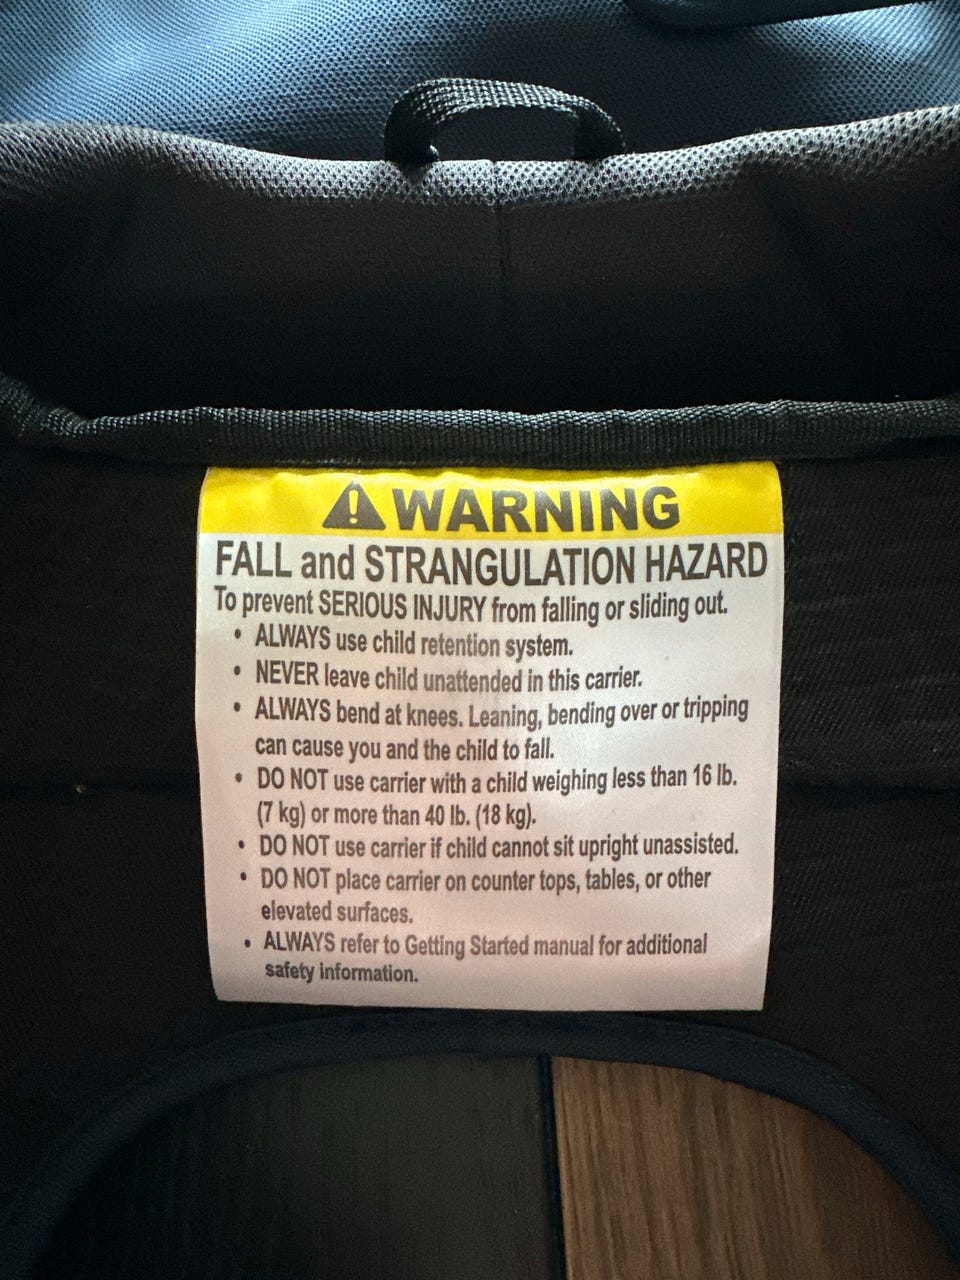 WARNING
FALL and STRANGULATION HAZARD
To prevent SERIOUS INJURY from falling or sliding out.
• ALWAYS use child retention system.
• NEVER leave child unattended in this carrier.
• ALWAYS bend at knees. Leaning, bending over or tripping
can cause you and the child to fall.
• DO NOT use carrier with a child weighing less than 16 lb.
(7 kg) or more than 40 lb. (18 kg).
• DO NOT use carrier if child cannot sit upright unassisted.
• DO NOT place carrier on counter tops, tables, or other
elevated surfaces.
• ALWAYS refer to Getting Started manual for additional
safety information.